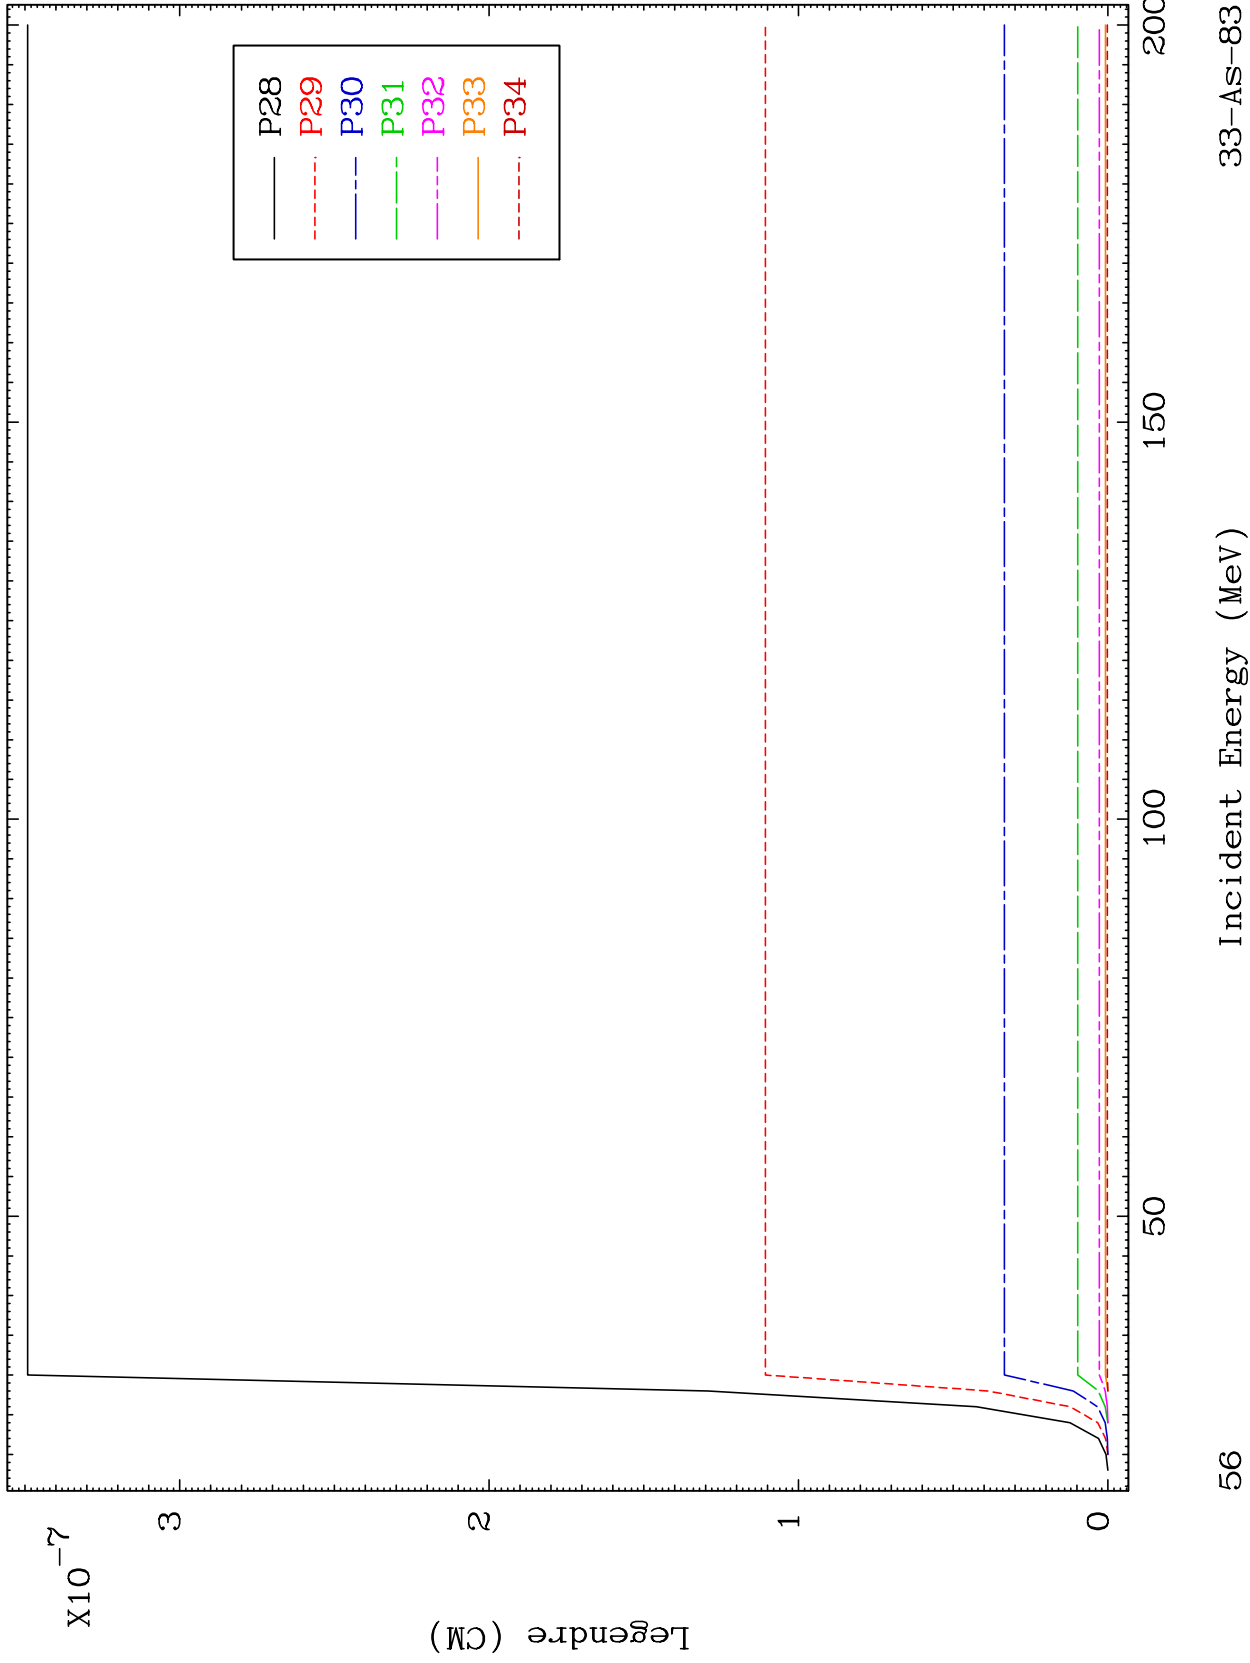 X10-7
Legendre (CM)
3
2
1
0
P28
P29
P30
P31
P32
P33
P34
50
100
150
200
Incident Energy (MeV)
56
33-As-83